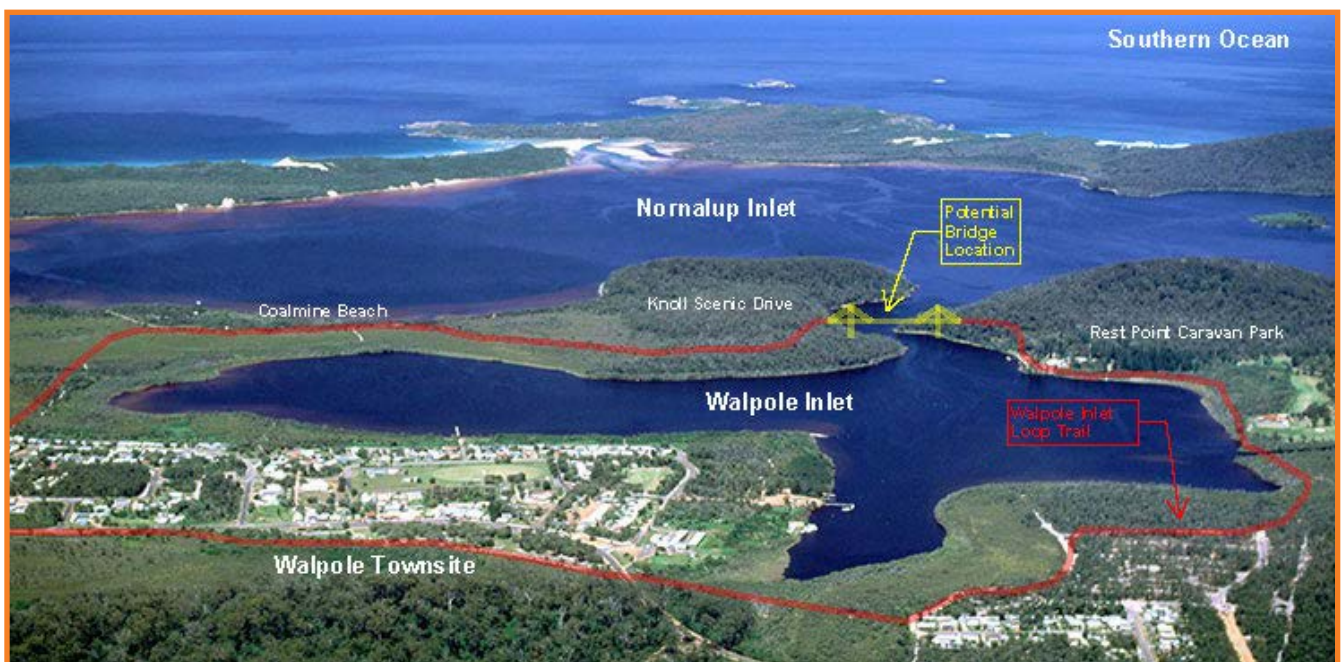 Southern Ocean
Nornalup Inlet
Potential
Bridge
Location
Coalmine Beach
Knoll Scenic Drive
Rest Point Caravan Park
Walpole Inlet
Walpole Inlet
Loop Trail
Walpole Townsite